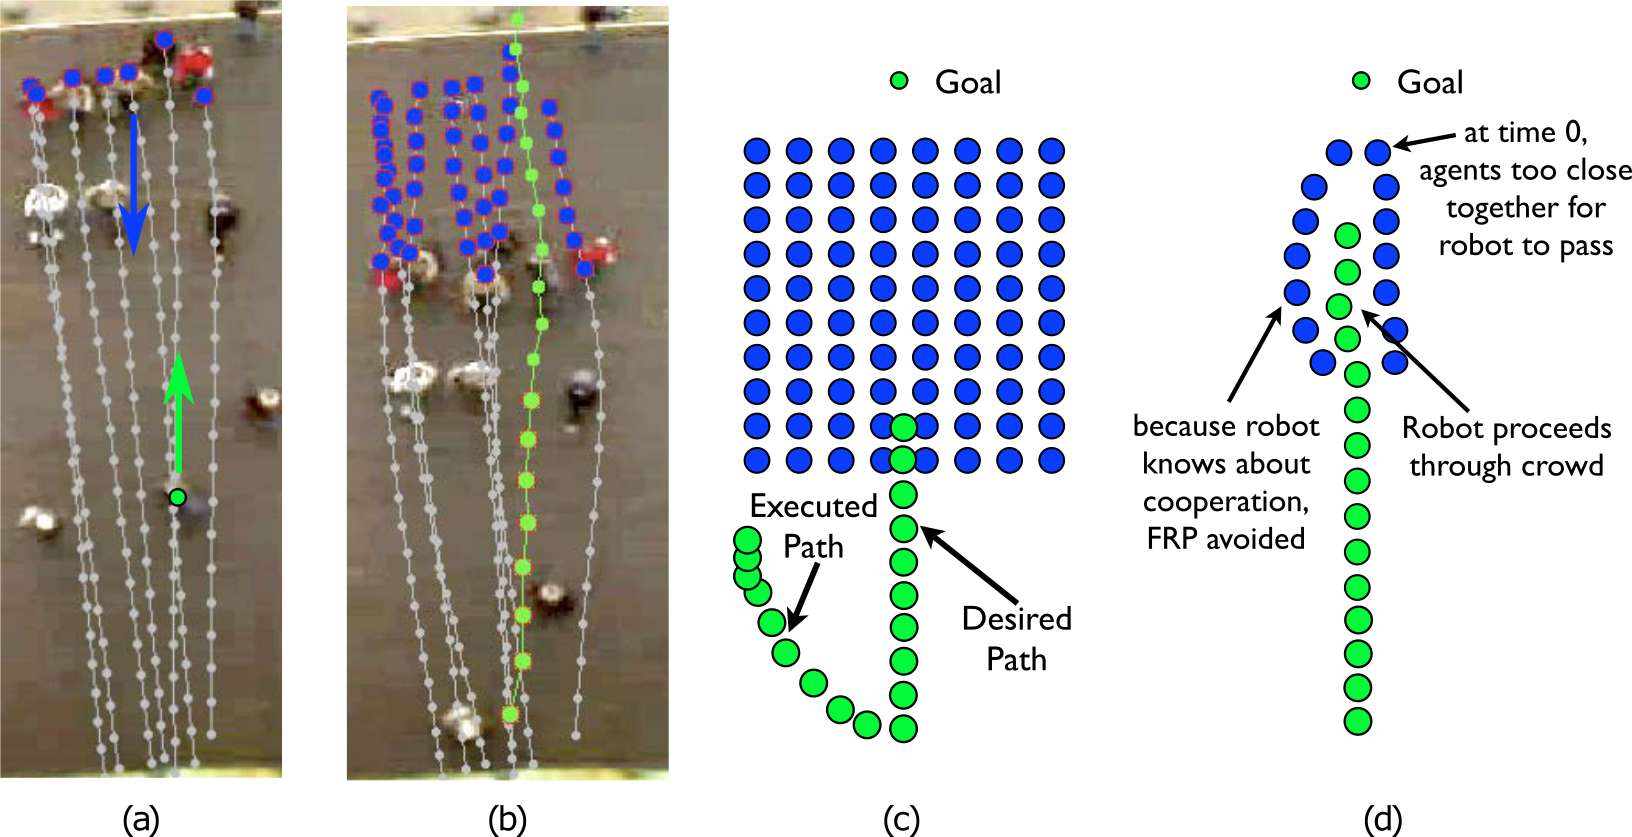 Goal
Executed
Path
Desired
Path
Goal
at time 0,
agents too close
together for
robot to pass
because robot
knows about
cooperation,
FRP avoided
Robot proceeds
through crowd
(a)
(b)
(c)
(d)